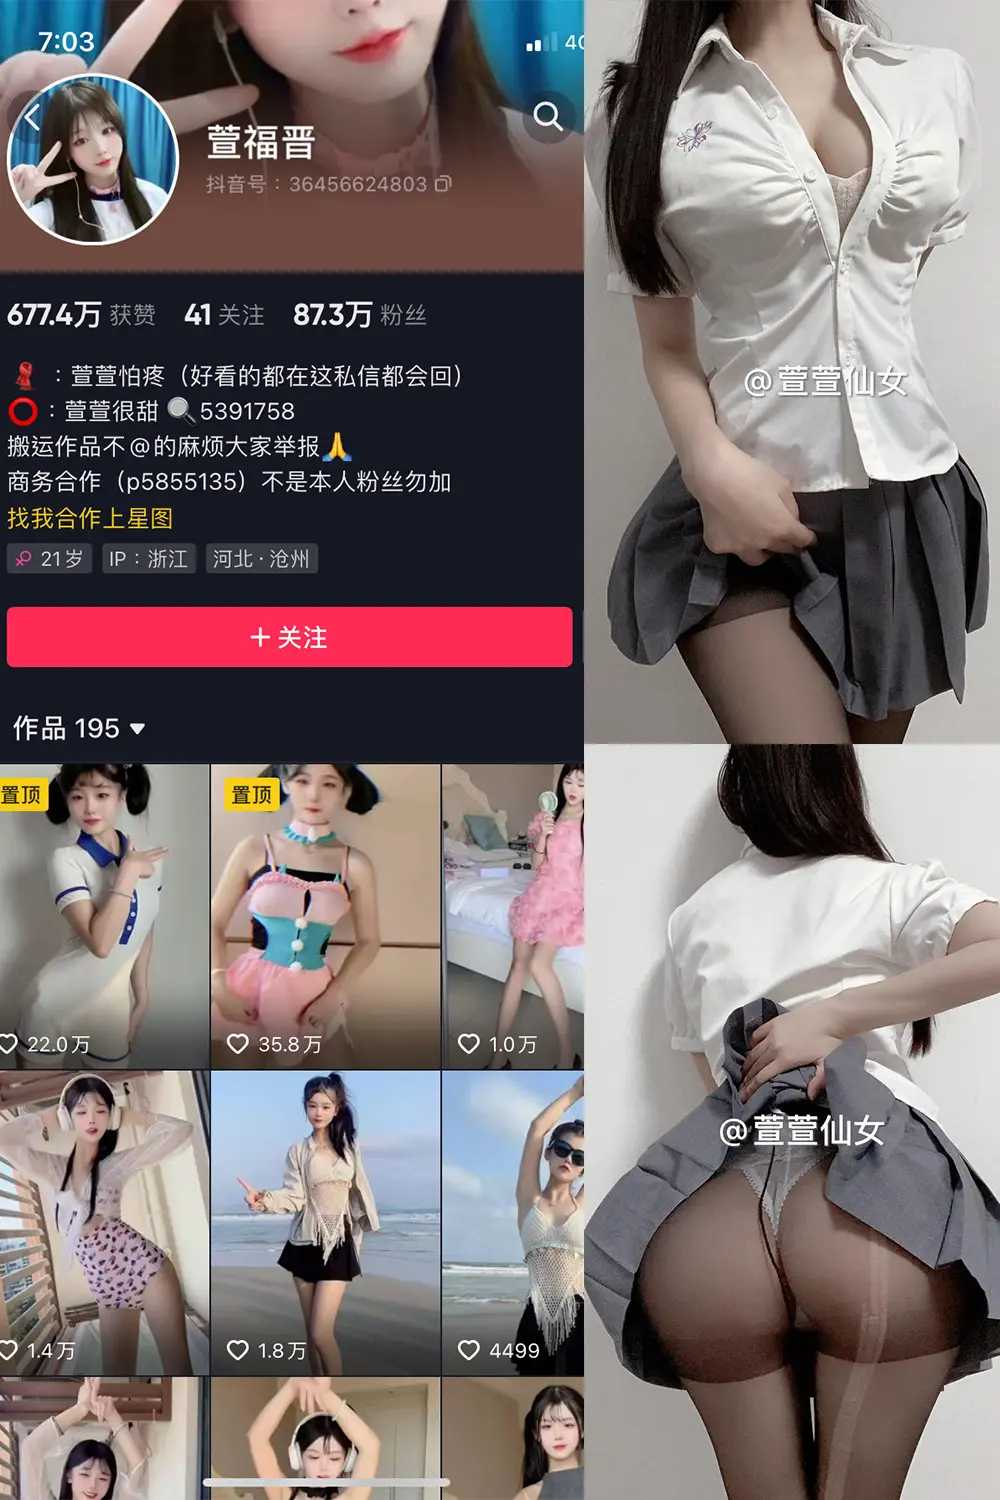 7:03
4G
萱福晋
抖音号：36456624803
677.4万 获赞 41 关注 87.3万 粉丝
：萱萱怕疼（好看的都在这私信都会回）
：萱萱很甜 🔍5391758
搬运作品不@的麻烦大家举报🙏
商务合作（p5855135）不是本人粉丝勿加
找我合作上星图
21岁 IP：浙江 河北·沧州
+ 关注
作品 195
置顶
置顶
22.0万
35.8万
1.0万
1.4万
1.8万
4499
@萱萱仙女
@萱萱仙女